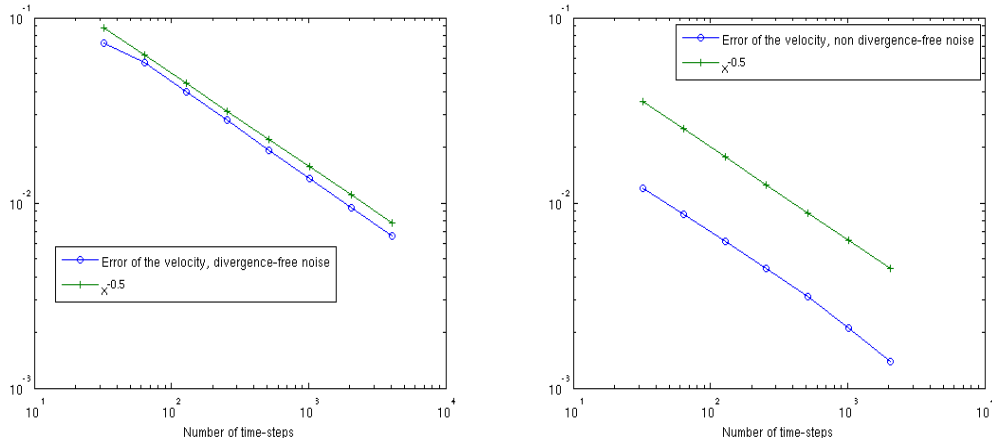 10^-1
10^-2
10^-3
10^1
10^2
10^3
10^4
Error of the velocity, divergence-free noise
x^-0.5
Number of time-steps
10^-1
10^-2
10^-3
10^1
10^2
10^3
10^4
Error of the velocity, non divergence-free noise
x^-0.5
Number of time-steps